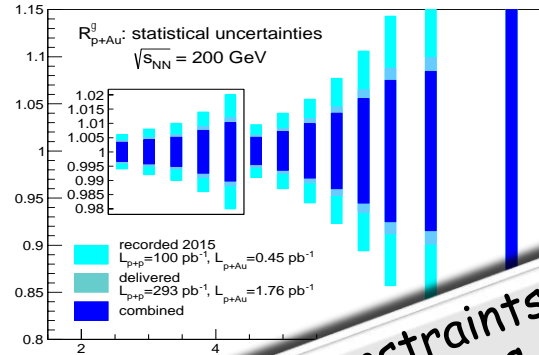 1.15
R^g_{p+Au}: statistical uncertainties
√s_NN = 200 GeV
1.1
1.05
1
0.95
0.9
0.85
0.8
1.02
1.015
1.01
1.005
1
0.995
0.99
0.985
0.98
recorded 2015
L_p+p=100 pb⁻¹, L_p+Au=0.45 pb⁻¹
delivered
L_p+p=293 pb⁻¹, L_p+Au=1.76 pb⁻¹
combined
2
4